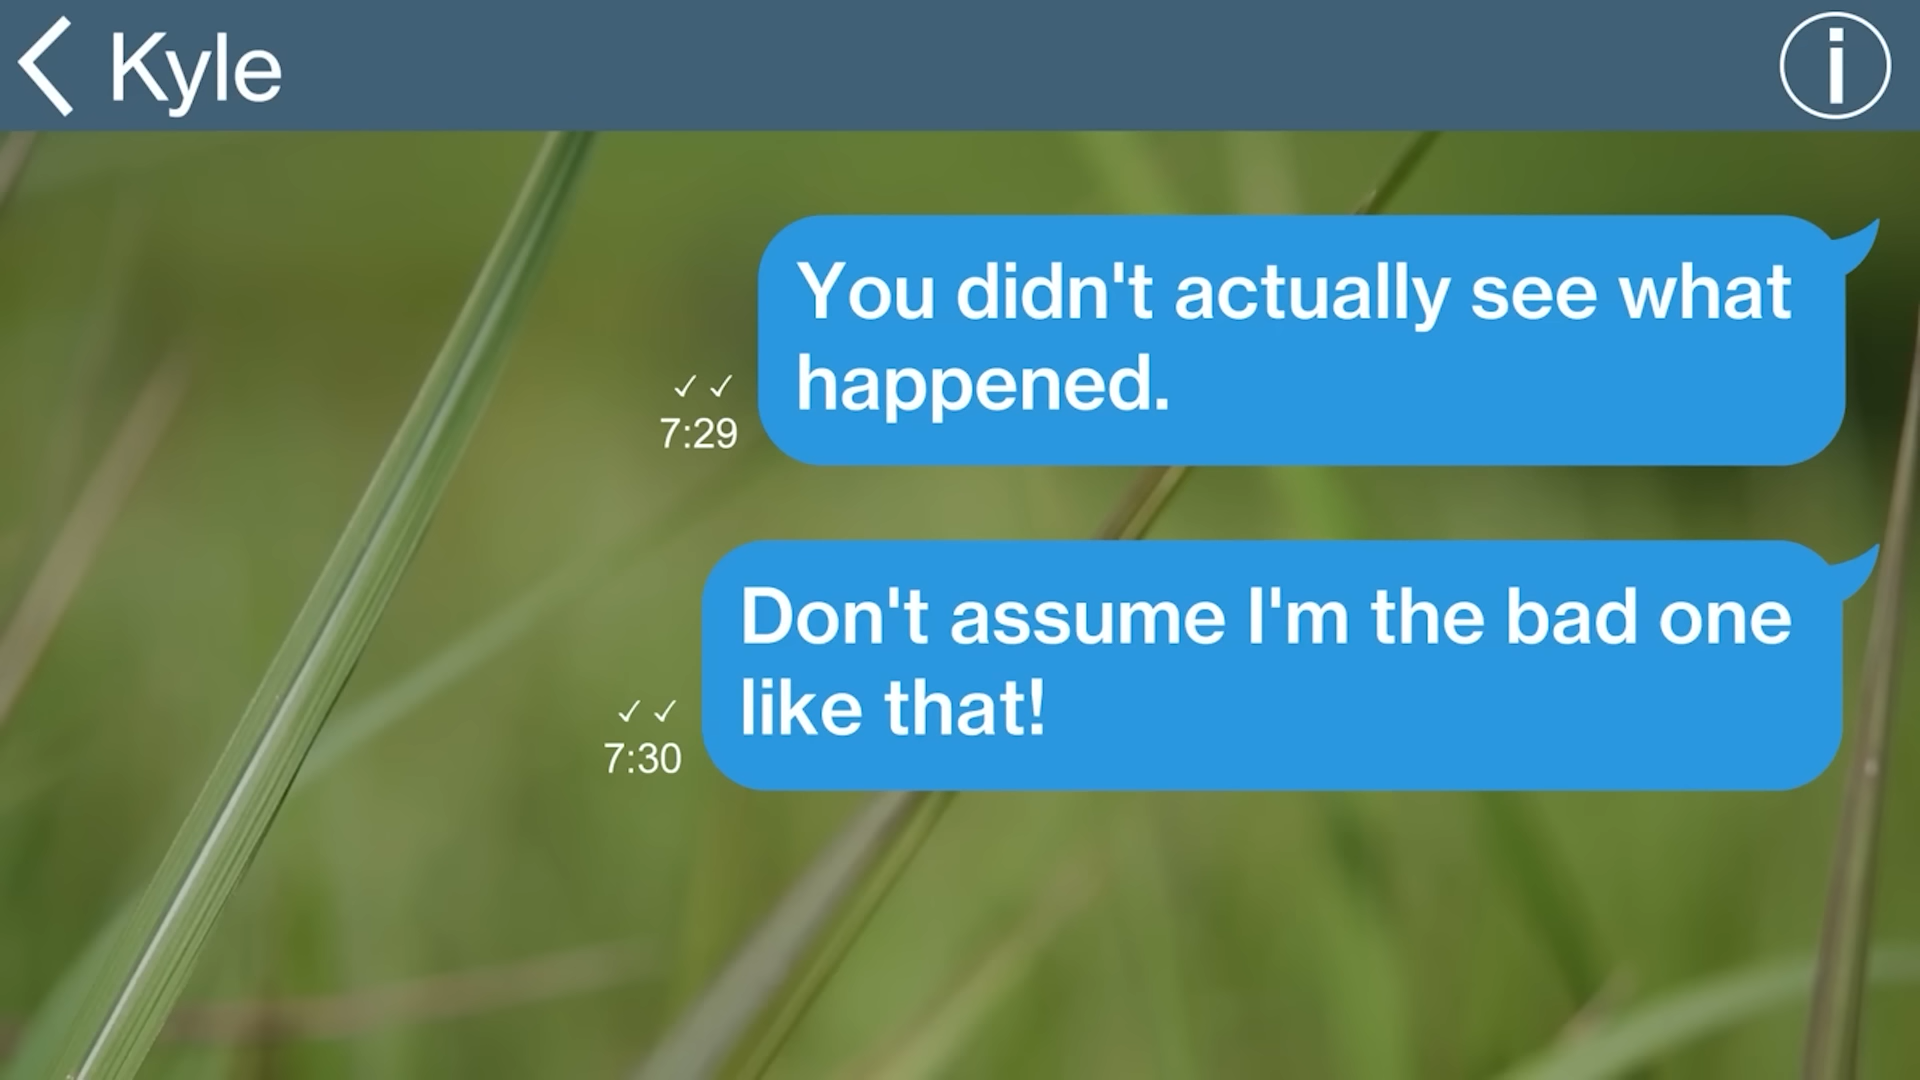 Kyle
You didn't actually see what
happened.
✓ ✓
7:29
Don't assume I'm the bad one
like that!
✓ ✓
7:30